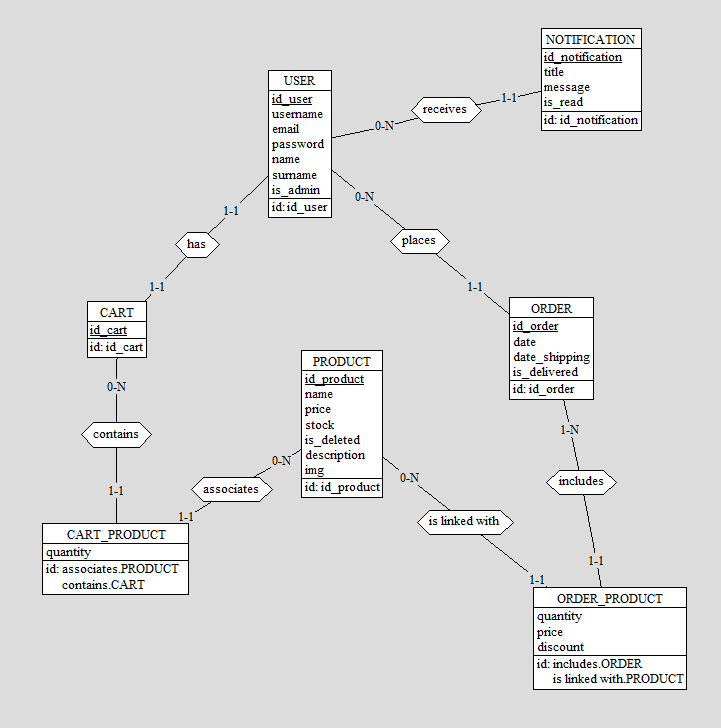 NOTIFICATION
id_notification
title
message
is_read
id: id_notification
USER
id_user
username
email
password
name
surname
is_admin
id: id_user
receives
0-N
1-1
0-N
places
1-1
1-1
has
1-1
CART
id_cart
id: id_cart
ORDER
id_order
date
date_shipping
is_delivered
id: id_order
PRODUCT
id_product
name
price
stock
is_deleted
description
img
id: id_product
0-N
contains
1-1
0-N
associates
1-1
0-N
is linked with
1-1
1-N
includes
1-1
CART_PRODUCT
quantity
id: associates.PRODUCT
contains.CART
ORDER_PRODUCT
quantity
price
discount
id: includes.ORDER
is linked with.PRODUCT